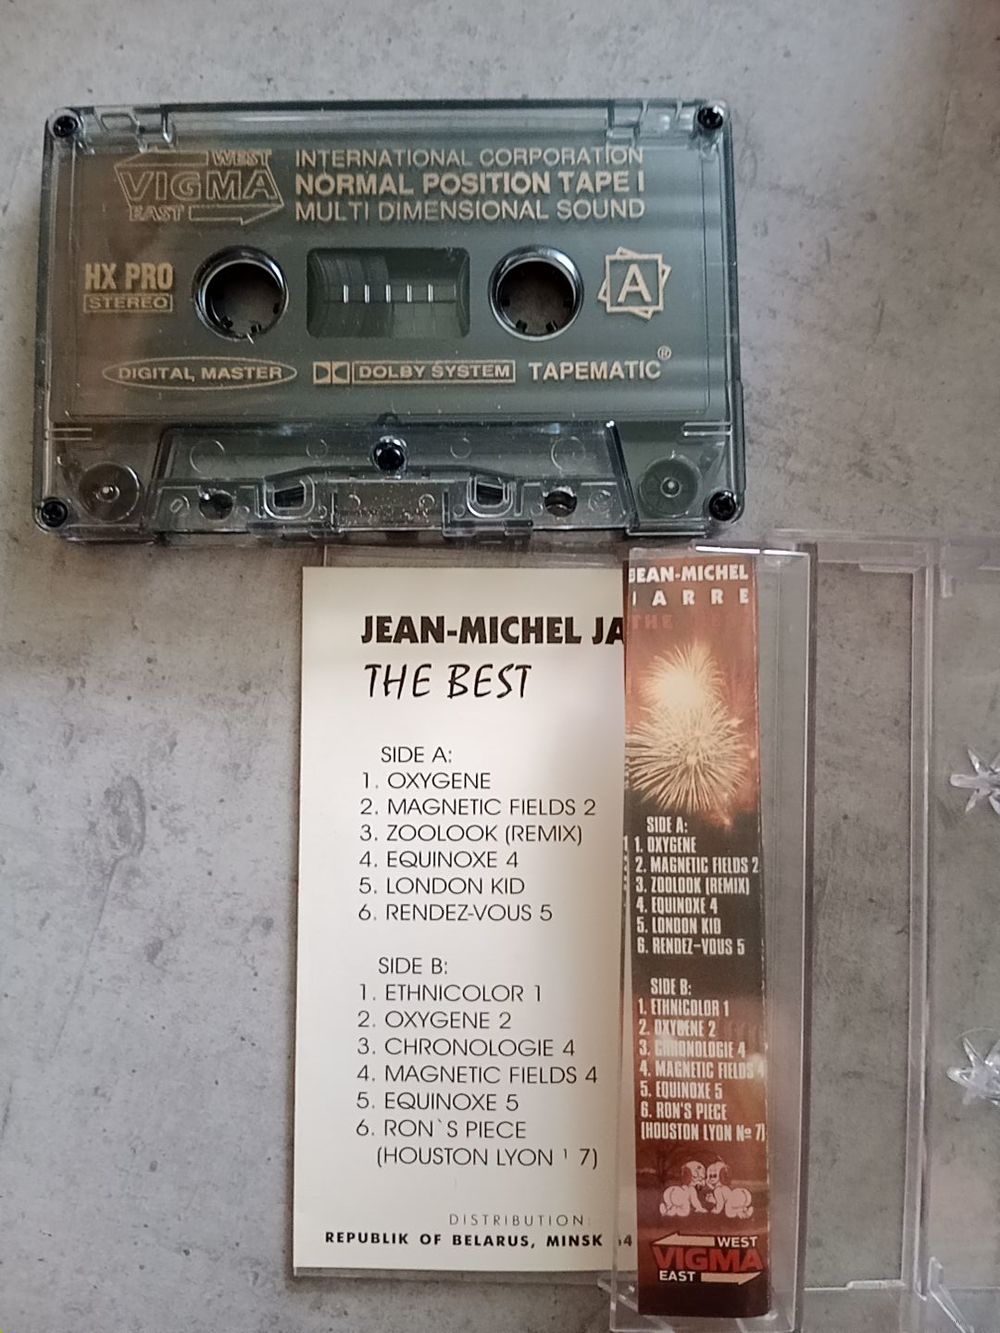 WEST
VIGMA
EAST
INTERNATIONAL CORPORATION
NORMAL POSITION TAPE I
MULTI DIMENSIONAL SOUND
HX PRO
STEREO
A
DIGITAL MASTER
DOLBY SYSTEM
TAPEMATIC®
JEAN-MICHEL JA
THE BEST
SIDE A:
1. OXYGENE
2. MAGNETIC FIELDS 2
3. ZOOLOOK (REMIX)
4. EQUINOXE 4
5. LONDON KID
6. RENDEZ-VOUS 5
SIDE B:
1. ETHNICOLOR 1
2. OXYGENE 2
3. CHRONOLOGIE 4
4. MAGNETIC FIELDS 4
5. EQUINOXE 5
6. RON`S PIECE
(HOUSTON LYON ¹ 7)
DISTRIBUTION:
REPUBLIK OF BELARUS, MINSK
JEAN-MICHEL
JARRE
THE BEST
SIDE A:
1. OXYGENE
2. MAGNETIC FIELDS 2
3. ZOOLOOK (REMIX)
4. EQUINOXE 4
5. LONDON KID
6. RENDEZ-VOUS 5
SIDE B:
1. ETHNICOLOR 1
2. OXYGENE 2
3. CHRONOLOGIE 4
4. MAGNETIC FIELDS 4
5. EQUINOXE 5
6. RON'S PIECE
(HOUSTON LYON № 7)
WEST
VIGMA
EAST